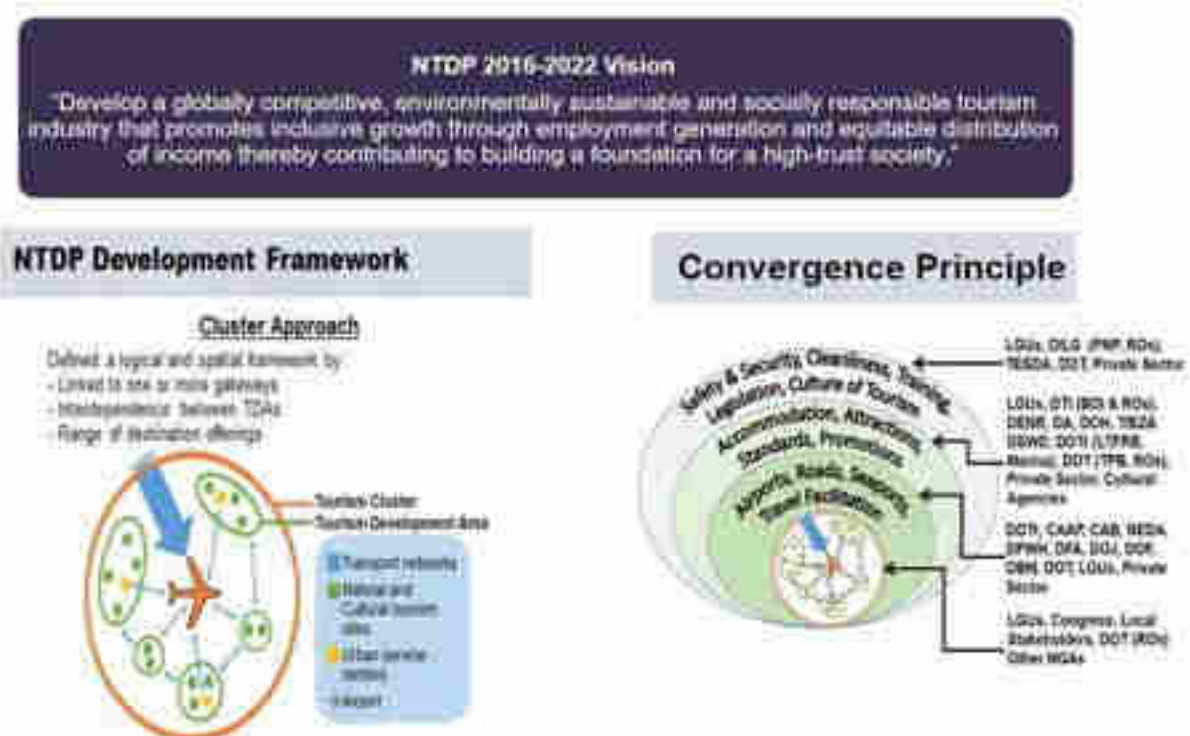 NTDP 2016-2022 Vision
"Develop a globally competitive, environmentally sustainable and socially responsible tourism
industry that promotes inclusive growth through employment generation and equitable distribution
of income thereby contributing to building a foundation for a high-trust society."
NTDP Development Framework
Cluster Approach
Defined a logical and spatial framework by
- Linked to one or more gateways
- Interdependence between TDAs
- Range of destination offerings
Tourism Cluster
Tourism Development Area
Transport networks
Natural and
Cultural tourism
sites
Urban service
centers
Airport
Convergence Principle
Safety & Security, Cleanliness, Training,
Legislation, Culture of Tourism
Accommodation, Attractions,
Standards, Promotions
Airports, Roads, Seaports,
Travel Facilitation
LGUs, DILG (PNP, ROs),
TESDA, DOT, Private Sector
LGUs, DTI (BOI & ROs),
DENR, DA, DOH, TIEZA
DSWD, DOTr (LTFRB,
Marina), DOT (TPB, ROs),
Private Sector, Cultural
Agencies
DOTr, CAAP, CAB, NEDA
DPWH, DFA, DOJ, DOF,
DBM, DOT, LGUs, Private
Sector
LGUs, Congress, Local
Stakeholders, DOT (ROs)
Other NGAs